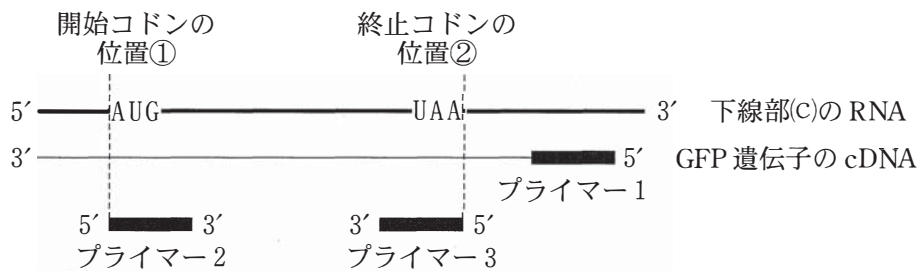 開始コドンの 終止コドンの
位置① 位置②
5′ AUG UAA 3′ 下線部(c)の RNA
3′ 5′ GFP 遺伝子の cDNA
プライマー1
5′ 3′ 3′ 5′
プライマー2 プライマー3